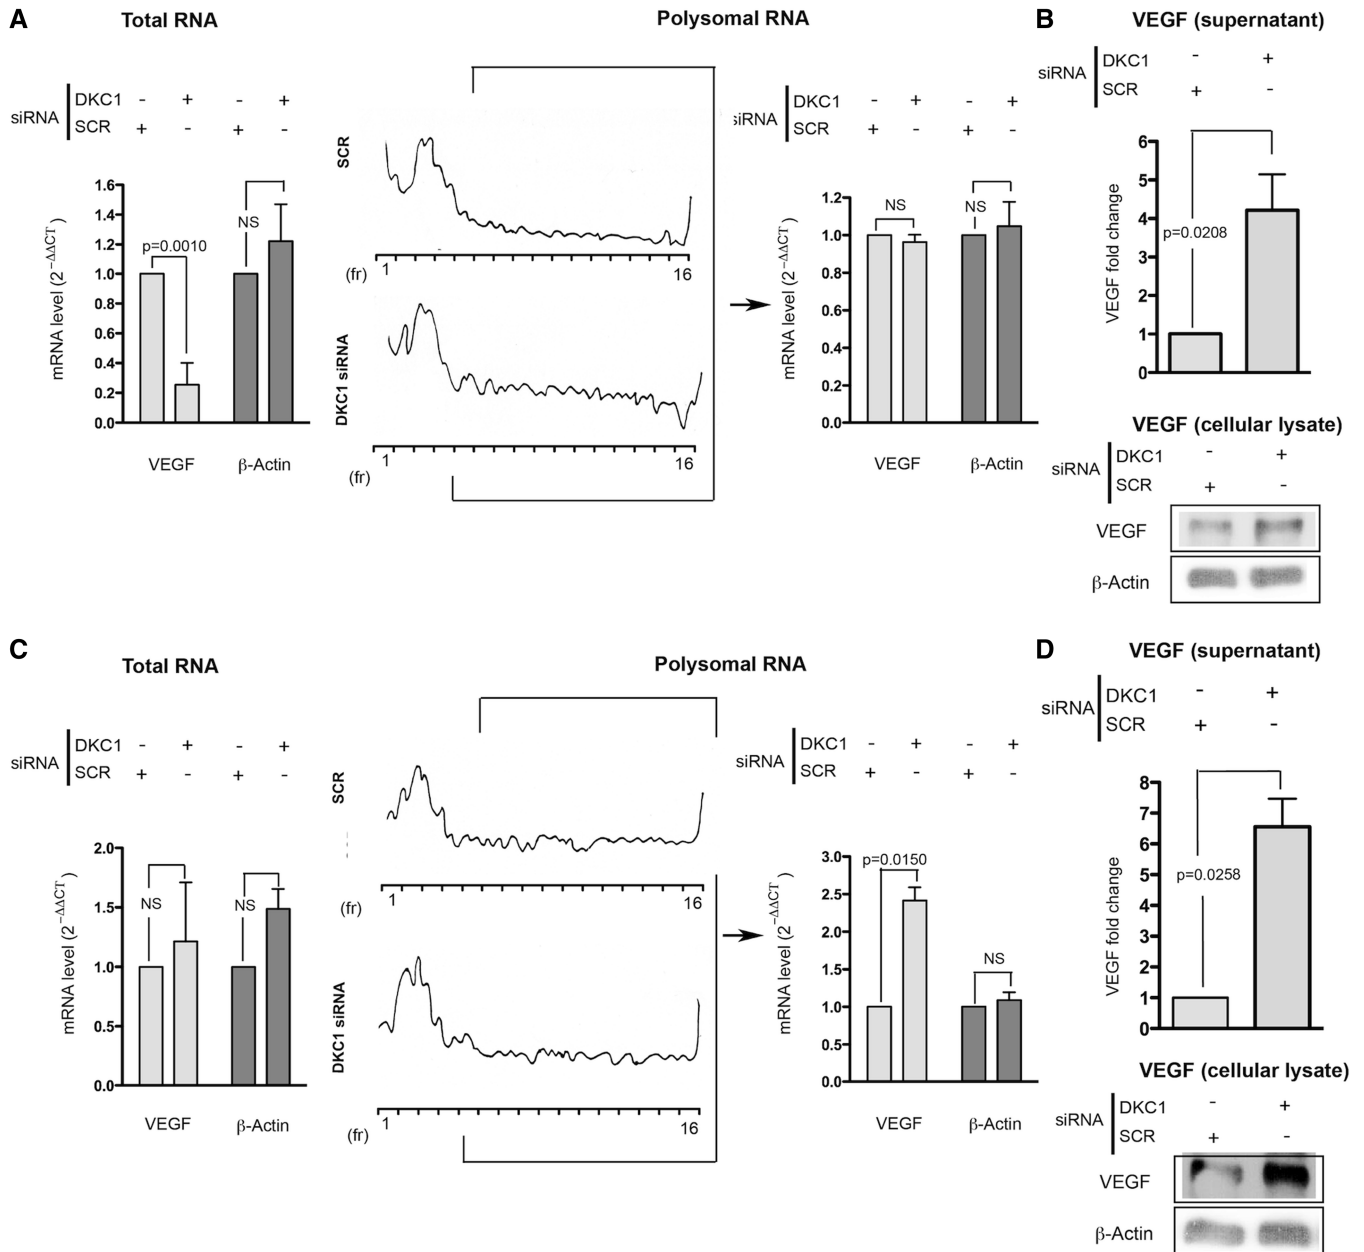 A
Total RNA
Polysomal RNA
siRNA
DKC1 - + - +
SCR + - + -
mRNA level (2^-ΔΔCT)
1.6
1.4
1.2
1.0
0.8
0.6
0.4
0.2
0.0
p=0.0010
NS
VEGF
β-Actin
SCR
(fr)
1
16
DKC1 siRNA
(fr)
1
16
siRNA
DKC1 - + - +
SCR + - + -
mRNA level (2^-ΔΔCT)
1.2
1.0
0.8
0.6
0.4
0.2
0.0
NS
NS
VEGF
β-Actin
B
VEGF (supernatant)
siRNA
DKC1 - +
SCR + -
VEGF fold change
6
5
4
3
2
1
0
p=0.0208
VEGF (cellular lysate)
siRNA
DKC1 - +
SCR + -
VEGF
β-Actin
C
Total RNA
Polysomal RNA
siRNA
DKC1 - + - +
SCR + - + -
mRNA level (2^-ΔΔCT)
2.0
1.5
1.0
0.5
0.0
NS
NS
VEGF
β-Actin
SCR
(fr)
1
16
DKC1 siRNA
(fr)
1
16
siRNA
DKC1 - + - +
SCR + - + -
mRNA level (2^-ΔΔCT)
3.0
2.5
2.0
1.5
1.0
0.5
0.0
p=0.0150
NS
VEGF
β-Actin
D
VEGF (supernatant)
siRNA
DKC1 - +
SCR + -
VEGF fold change
8
7
6
5
4
3
2
1
0
p=0.0258
VEGF (cellular lysate)
siRNA
DKC1 - +
SCR + -
VEGF
β-Actin